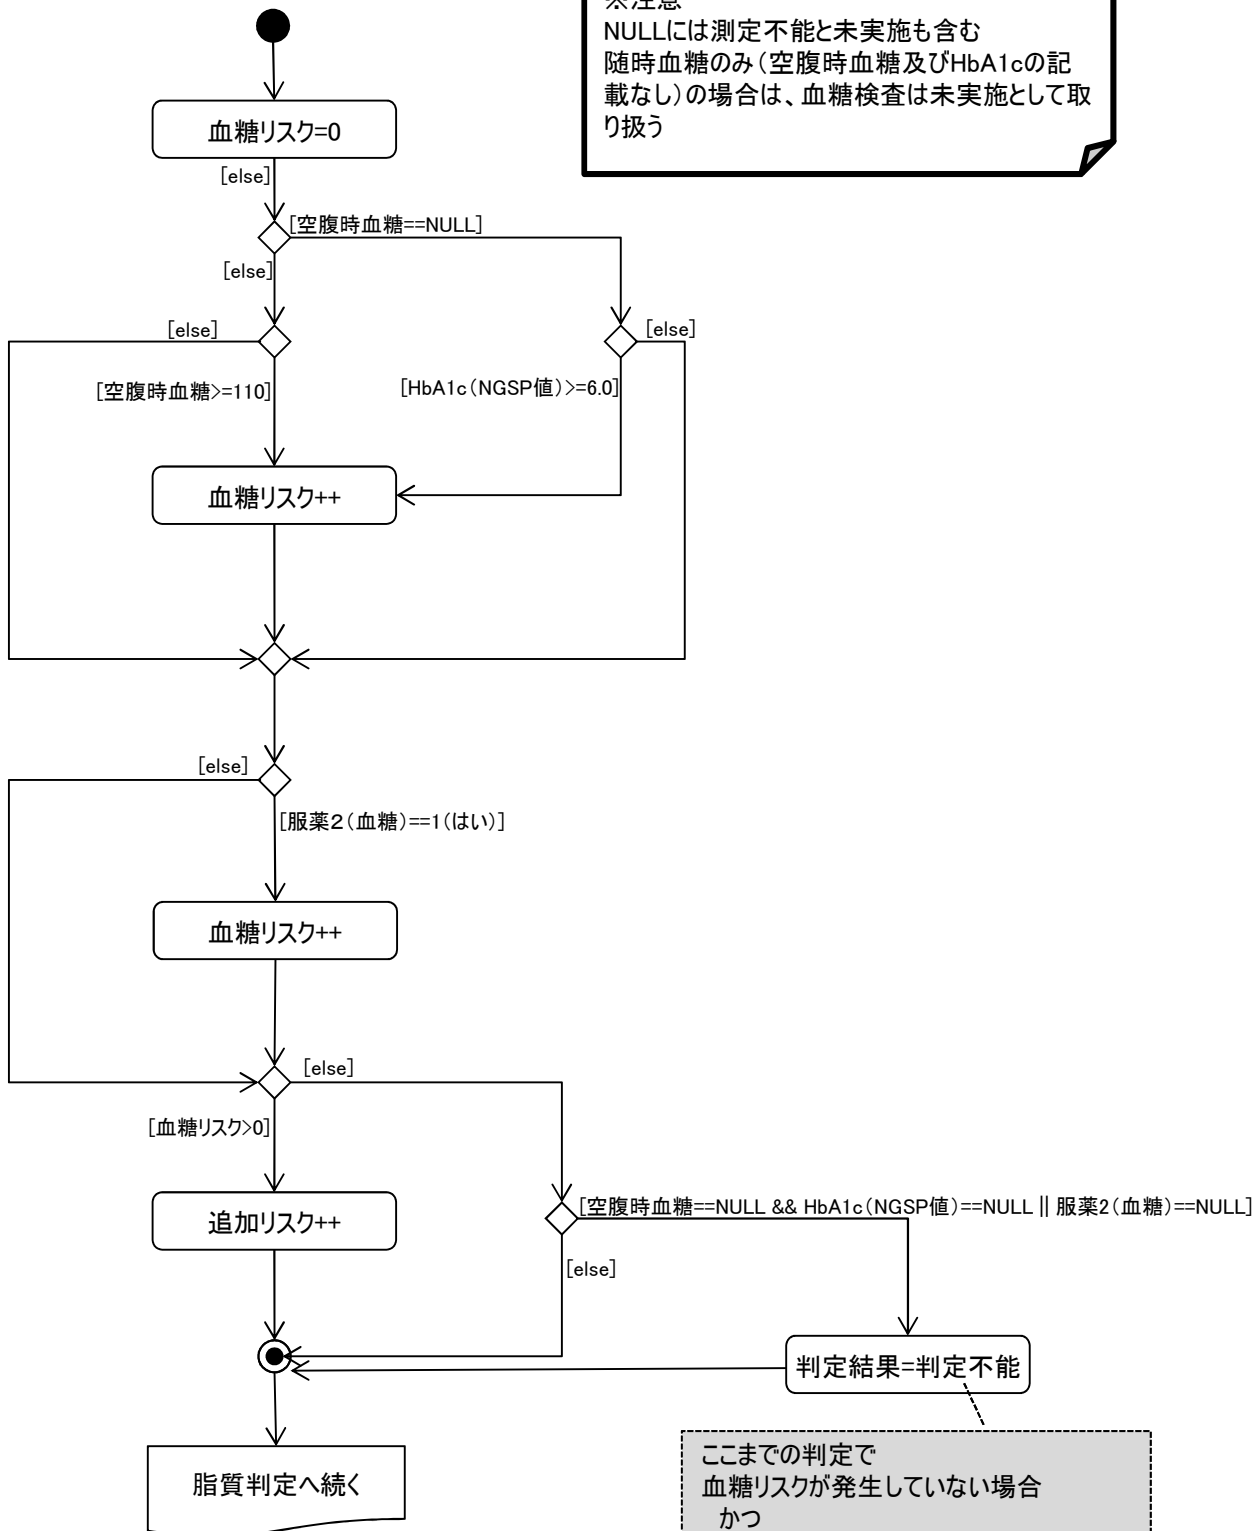 ※注意
NULLには測定不能と未実施も含む
随時血糖のみ（空腹時血糖及びHbA1cの記
載なし）の場合は、血糖検査は未実施として取
り扱う
血糖リスク=0
[else]
[空腹時血糖==NULL]
[else]
[else]
[else]
[空腹時血糖>=110]
[HbA1c（NGSP値）>=6.0]
血糖リスク++
[else]
[服薬２（血糖）==1(はい)]
血糖リスク++
[else]
[血糖リスク>0]
追加リスク++
[空腹時血糖==NULL && HbA1c（NGSP値）==NULL || 服薬2（血糖）==NULL]
[else]
判定結果=判定不能
脂質判定へ続く
ここまでの判定で
血糖リスクが発生していない場合
かつ